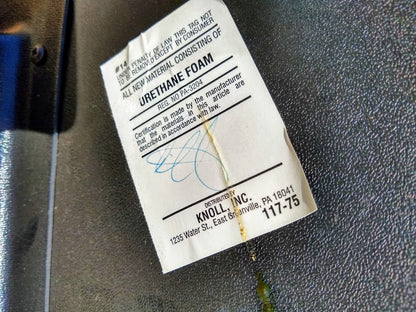 #14
UNDER PENALTY OF LAW THIS TAG NOT
TO BE REMOVED EXCEPT BY CONSUMER
ALL NEW MATERIAL CONSISTING OF
URETHANE FOAM
REG. NO PA-3204
Certification is made by the manufacturer
that the materials in this article are
described in accordance with law.
DISTRIBUTED BY
KNOLL, INC.
1235 Water St., East Greenville, PA 18041
117-75